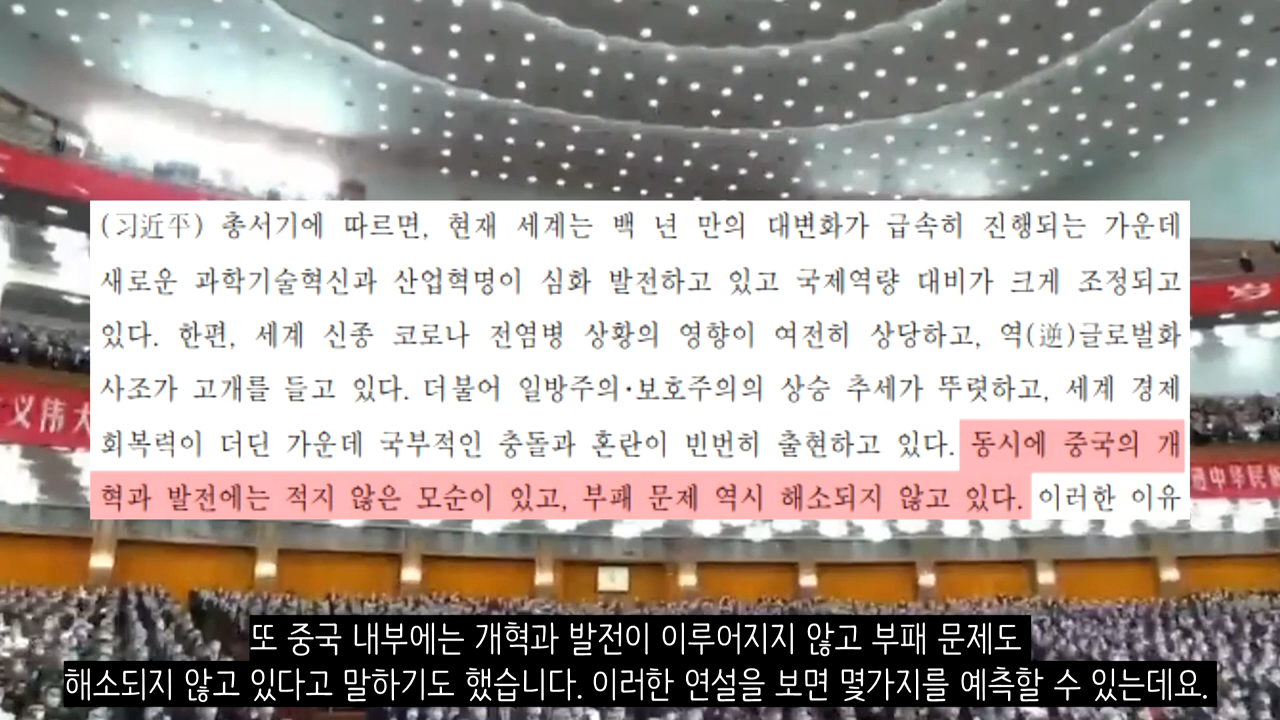 (习近平) 총서기에 따르면, 현재 세계는 백 년 만의 대변화가 급속히 진행되는 가운데
새로운 과학기술혁신과 산업혁명이 심화 발전하고 있고 국제역량 대비가 크게 조정되고
있다. 한편, 세계 신종 코로나 전염병 상황의 영향이 여전히 상당하고, 역(逆)글로벌화
사조가 고개를 들고 있다. 더불어 일방주의·보호주의의 상승 추세가 뚜렷하고, 세계 경제
회복력이 더딘 가운데 국부적인 충돌과 혼란이 빈번히 출현하고 있다. 동시에 중국의 개
혁과 발전에는 적지 않은 모순이 있고, 부패 문제 역시 해소되지 않고 있다. 이러한 이유
义伟大
中华民
또 중국 내부에는 개혁과 발전이 이루어지지 않고 부패 문제도
해소되지 않고 있다고 말하기도 했습니다. 이러한 연설을 보면 몇가지를 예측할 수 있는데요.